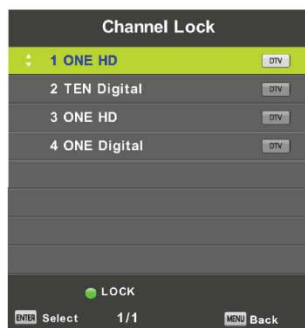 Channel Lock
1 ONE HD DTV
2 TEN Digital DTV
3 ONE HD DTV
4 ONE Digital DTV
LOCK
ENTER Select 1/1 MENU Back